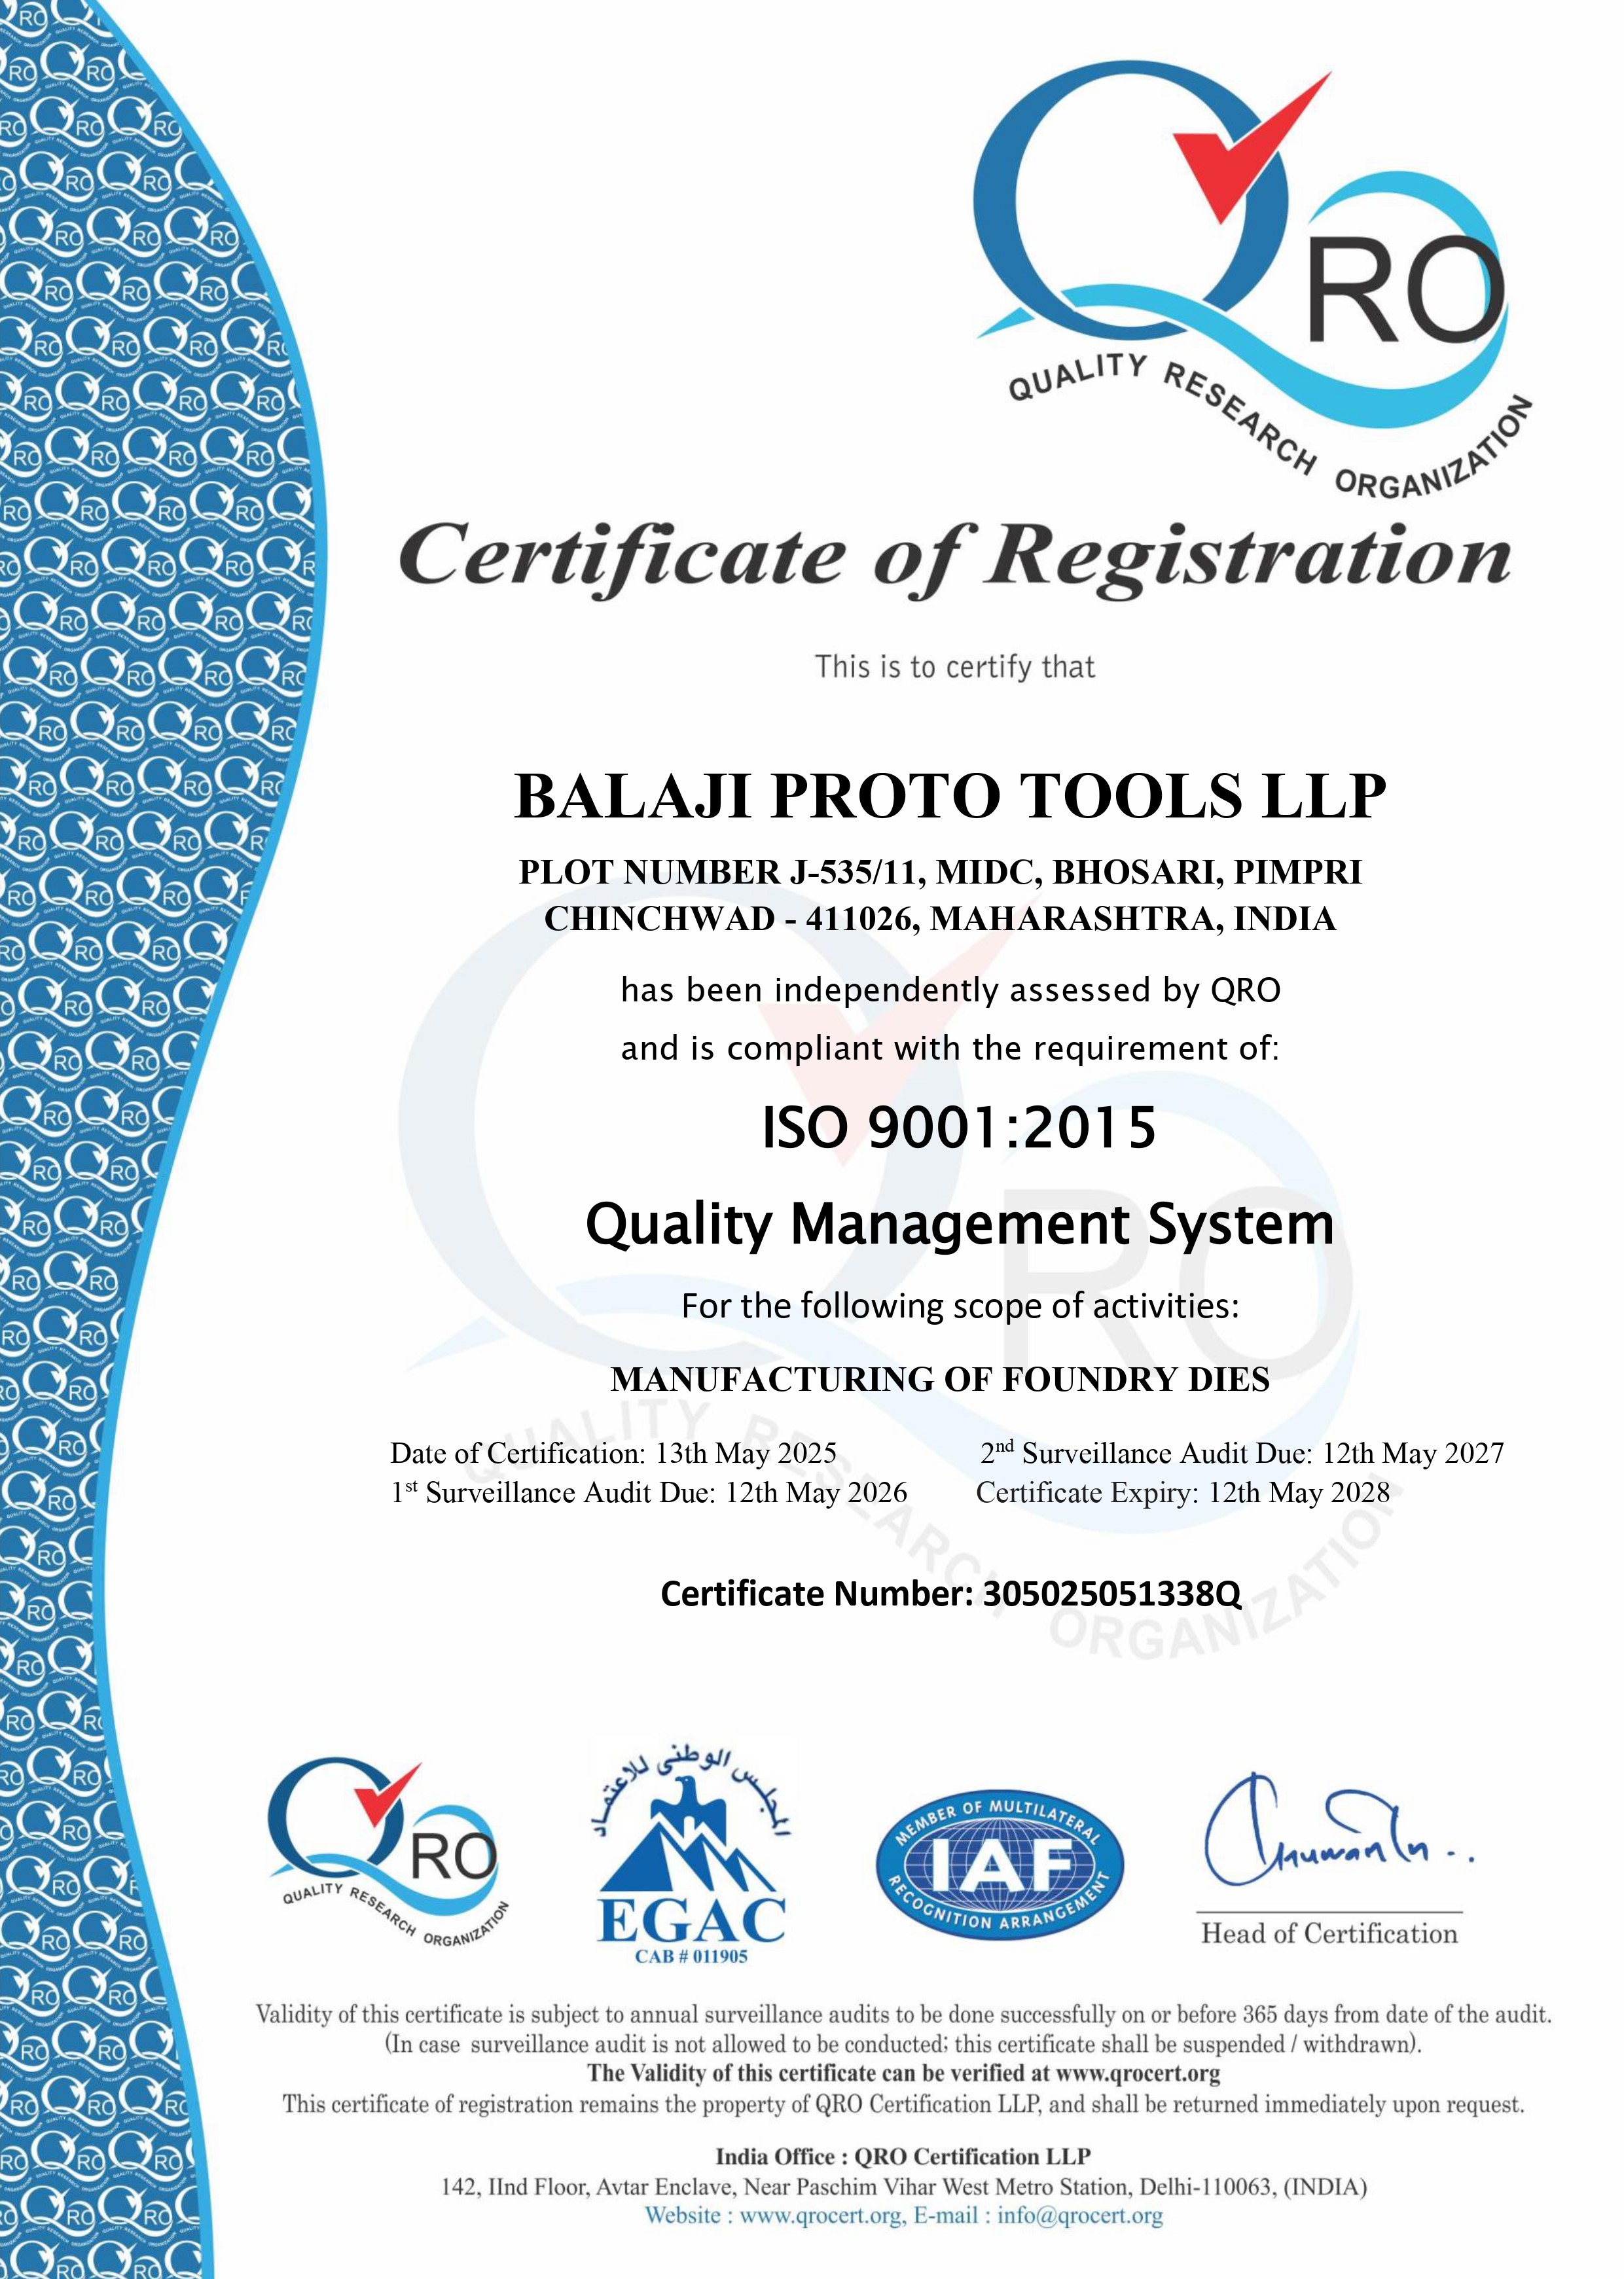 QRO
QUALITY RESEARCH ORGANIZATION
Certificate of Registration
This is to certify that
BALAJI PROTO TOOLS LLP
PLOT NUMBER J-535/11, MIDC, BHOSARI, PIMPRI
CHINCHWAD - 411026, MAHARASHTRA, INDIA
has been independently assessed by QRO
and is compliant with the requirement of:
ISO 9001:2015
Quality Management System
For the following scope of activities:
MANUFACTURING OF FOUNDRY DIES
Date of Certification: 13th May 2025
2nd Surveillance Audit Due: 12th May 2027
1st Surveillance Audit Due: 12th May 2026
Certificate Expiry: 12th May 2028
Certificate Number: 305025051338Q
QRO
QUALITY RESEARCH ORGANIZATION
المجلس الوطنى للاعتماد
EGAC
CAB # 011905
MEMBER OF MULTILATERAL
IAF
RECOGNITION ARRANGEMENT
Head of Certification
Validity of this certificate is subject to annual surveillance audits to be done successfully on or before 365 days from date of the audit.
(In case surveillance audit is not allowed to be conducted; this certificate shall be suspended / withdrawn).
The Validity of this certificate can be verified at www.qrocert.org
This certificate of registration remains the property of QRO Certification LLP, and shall be returned immediately upon request.
India Office : QRO Certification LLP
142, IInd Floor, Avtar Enclave, Near Paschim Vihar West Metro Station, Delhi-110063, (INDIA)
Website : www.qrocert.org, E-mail : info@qrocert.org